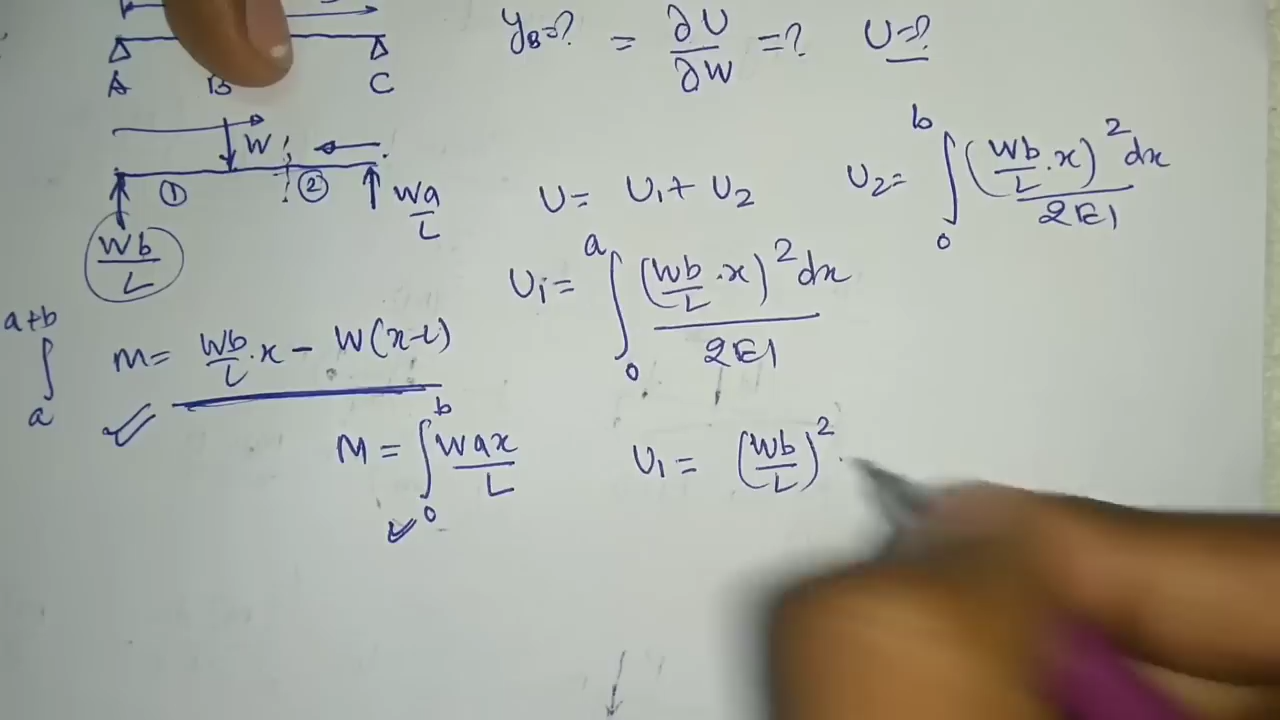 y_B=? = ∂U/∂W =? U=?
A B C
W
① ②
Wa/L
Wb/L
U= U₁+U₂
U₂= ∫₀ᵇ (Wb/L .x)² dx / 2EI
U₁= ∫₀ᵃ (Wb/L .x)² dx / 2EI
∫ₐᵃ⁺ᵇ M= Wb/L .x − W(x-l)
M= ∫₀ᵇ Wax/L
U₁= (Wb/L)² .